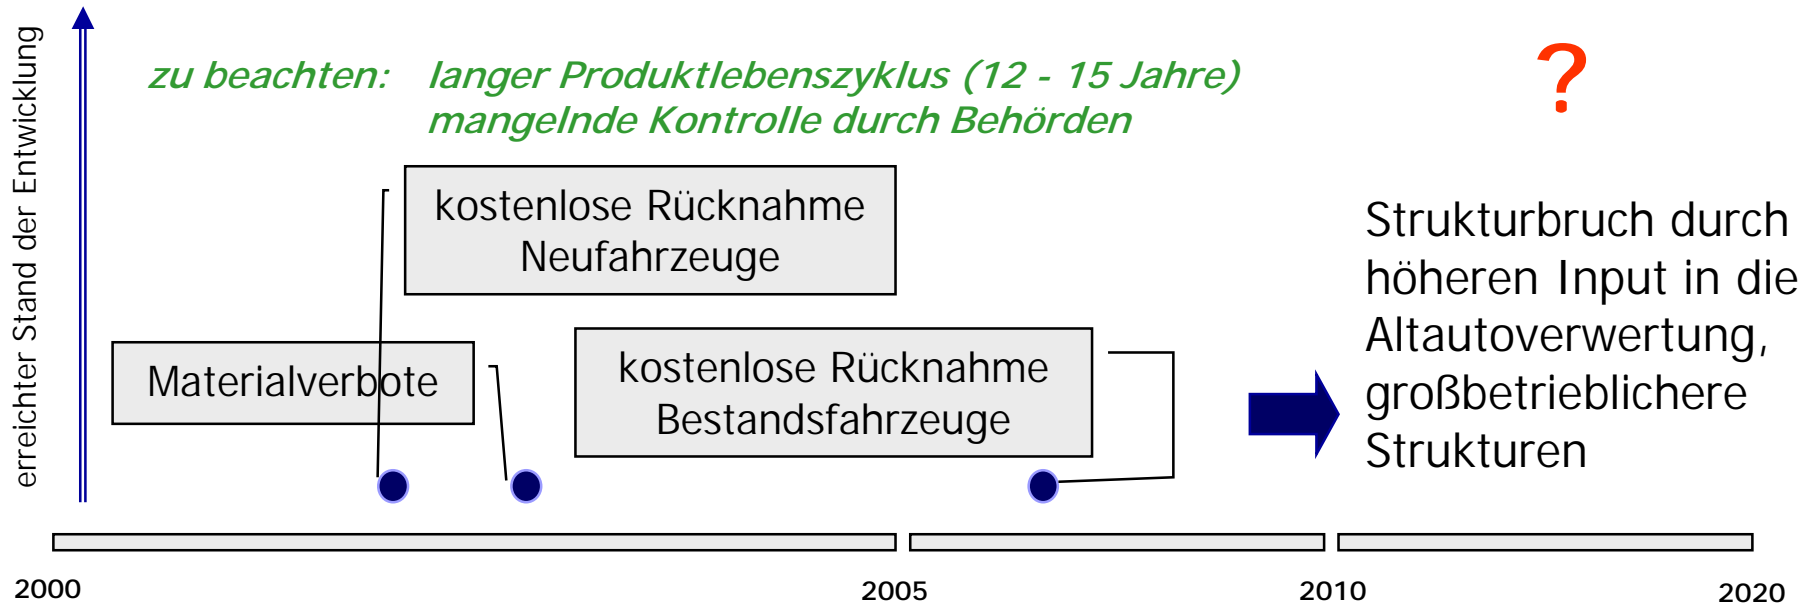 erreichter Stand der Entwicklung
zu beachten: langer Produktlebenszyklus (12 - 15 Jahre)
mangelnde Kontrolle durch Behörden
?
kostenlose Rücknahme
Neufahrzeuge
Materialverbote
kostenlose Rücknahme
Bestandsfahrzeuge
Strukturbruch durch
höheren Input in die
Altautoverwertung,
großbetrieblichere
Strukturen
2000
2005
2010
2020